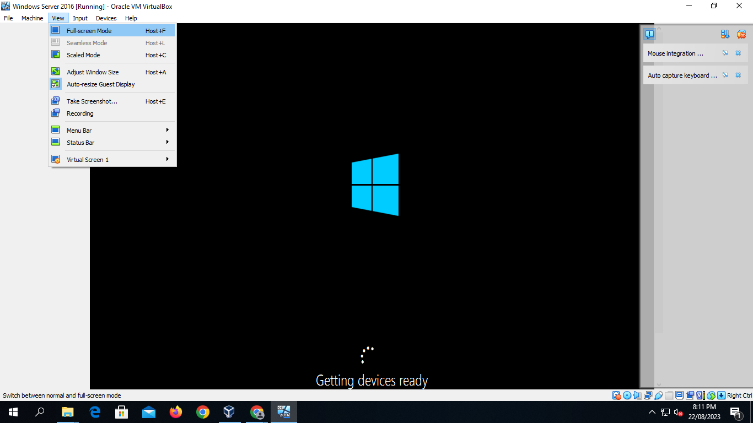 Windows Server 2016 [Running] - Oracle VM VirtualBox
File Machine View Input Devices Help
Full-screen Mode Host+F
Seamless Mode Host+L
Scaled Mode Host+C
Adjust Window Size Host+A
Auto-resize Guest Display
Take Screenshot... Host+E
Recording
Menu Bar
Status Bar
Virtual Screen 1
Mouse integration ...
Auto capture keyboard ...
Getting devices ready
Switch between normal and full-screen mode
Right Ctrl
8:11 PM
22/08/2023
1